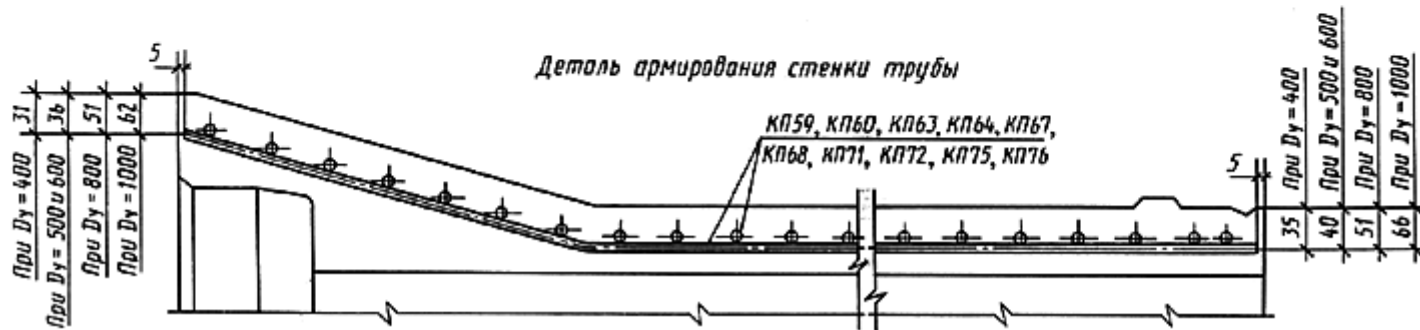 Деталь армирования стенки трубы
5
31
36
51
62
При Dу = 400
При Dу = 500 и 600
При Dу = 800
При Dу = 1000
КП59, КП60, КП63, КП64, КП67,
КП68, КП71, КП72, КП75, КП76
5
При Dу = 400
При Dу = 500 и 600
При Dу = 800
При Dу = 1000
35
40
51
66